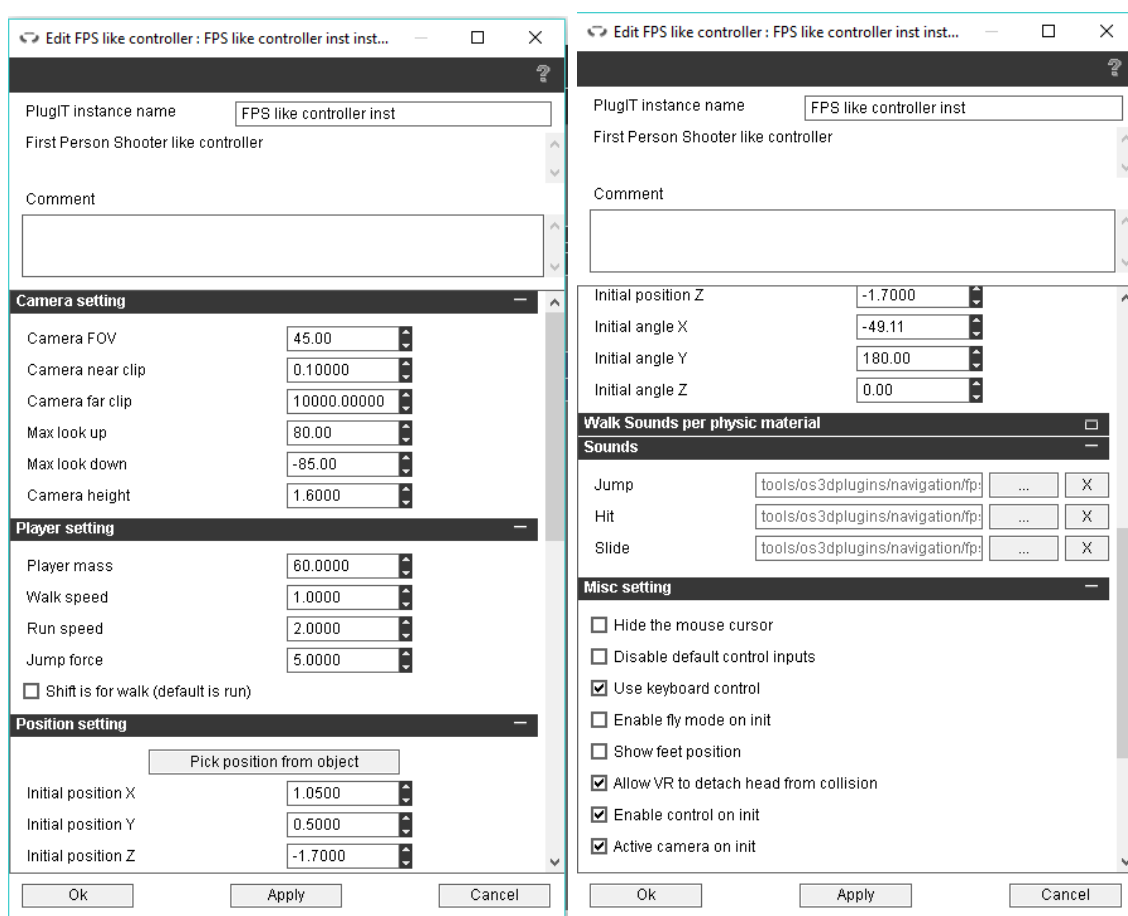 Edit FPS like controller : FPS like controller inst inst...
?
PlugIT instance name FPS like controller inst
First Person Shooter like controller
Comment
Camera setting
Camera FOV 45.00
Camera near clip 0.10000
Camera far clip 10000.00000
Max look up 80.00
Max look down -85.00
Camera height 1.6000
Player setting
Player mass 60.0000
Walk speed 1.0000
Run speed 2.0000
Jump force 5.0000
Shift is for walk (default is run)
Position setting
Pick position from object
Initial position X 1.0500
Initial position Y 0.5000
Initial position Z -1.7000
Ok Apply Cancel
Edit FPS like controller : FPS like controller inst inst...
?
PlugIT instance name FPS like controller inst
First Person Shooter like controller
Comment
Initial position Z -1.7000
Initial angle X -49.11
Initial angle Y 180.00
Initial angle Z 0.00
Walk Sounds per physic material
Sounds
Jump tools/os3dplugins/navigation/fp ... X
Hit tools/os3dplugins/navigation/fp ... X
Slide tools/os3dplugins/navigation/fp ... X
Misc setting
Hide the mouse cursor
Disable default control inputs
Use keyboard control
Enable fly mode on init
Show feet position
Allow VR to detach head from collision
Enable control on init
Active camera on init
Ok Apply Cancel